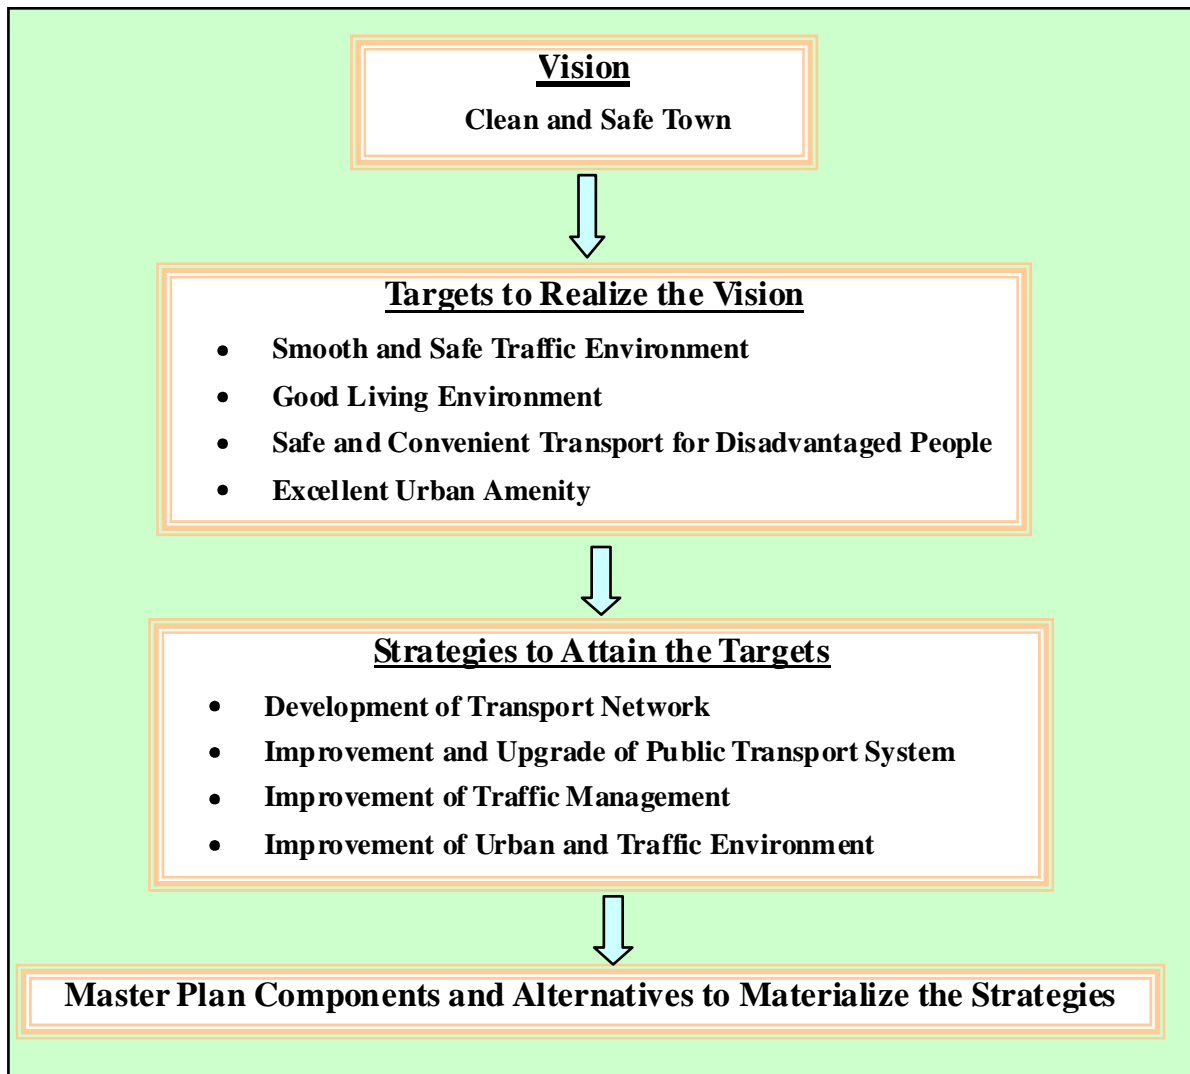 Vision
Clean and Safe Town
Targets to Realize the Vision
• Smooth and Safe Traffic Environment
• Good Living Environment
• Safe and Convenient Transport for Disadvantaged People
• Excellent Urban Amenity
Strategies to Attain the Targets
• Development of Transport Network
• Improvement and Upgrade of Public Transport System
• Improvement of Traffic Management
• Improvement of Urban and Traffic Environment
Master Plan Components and Alternatives to Materialize the Strategies